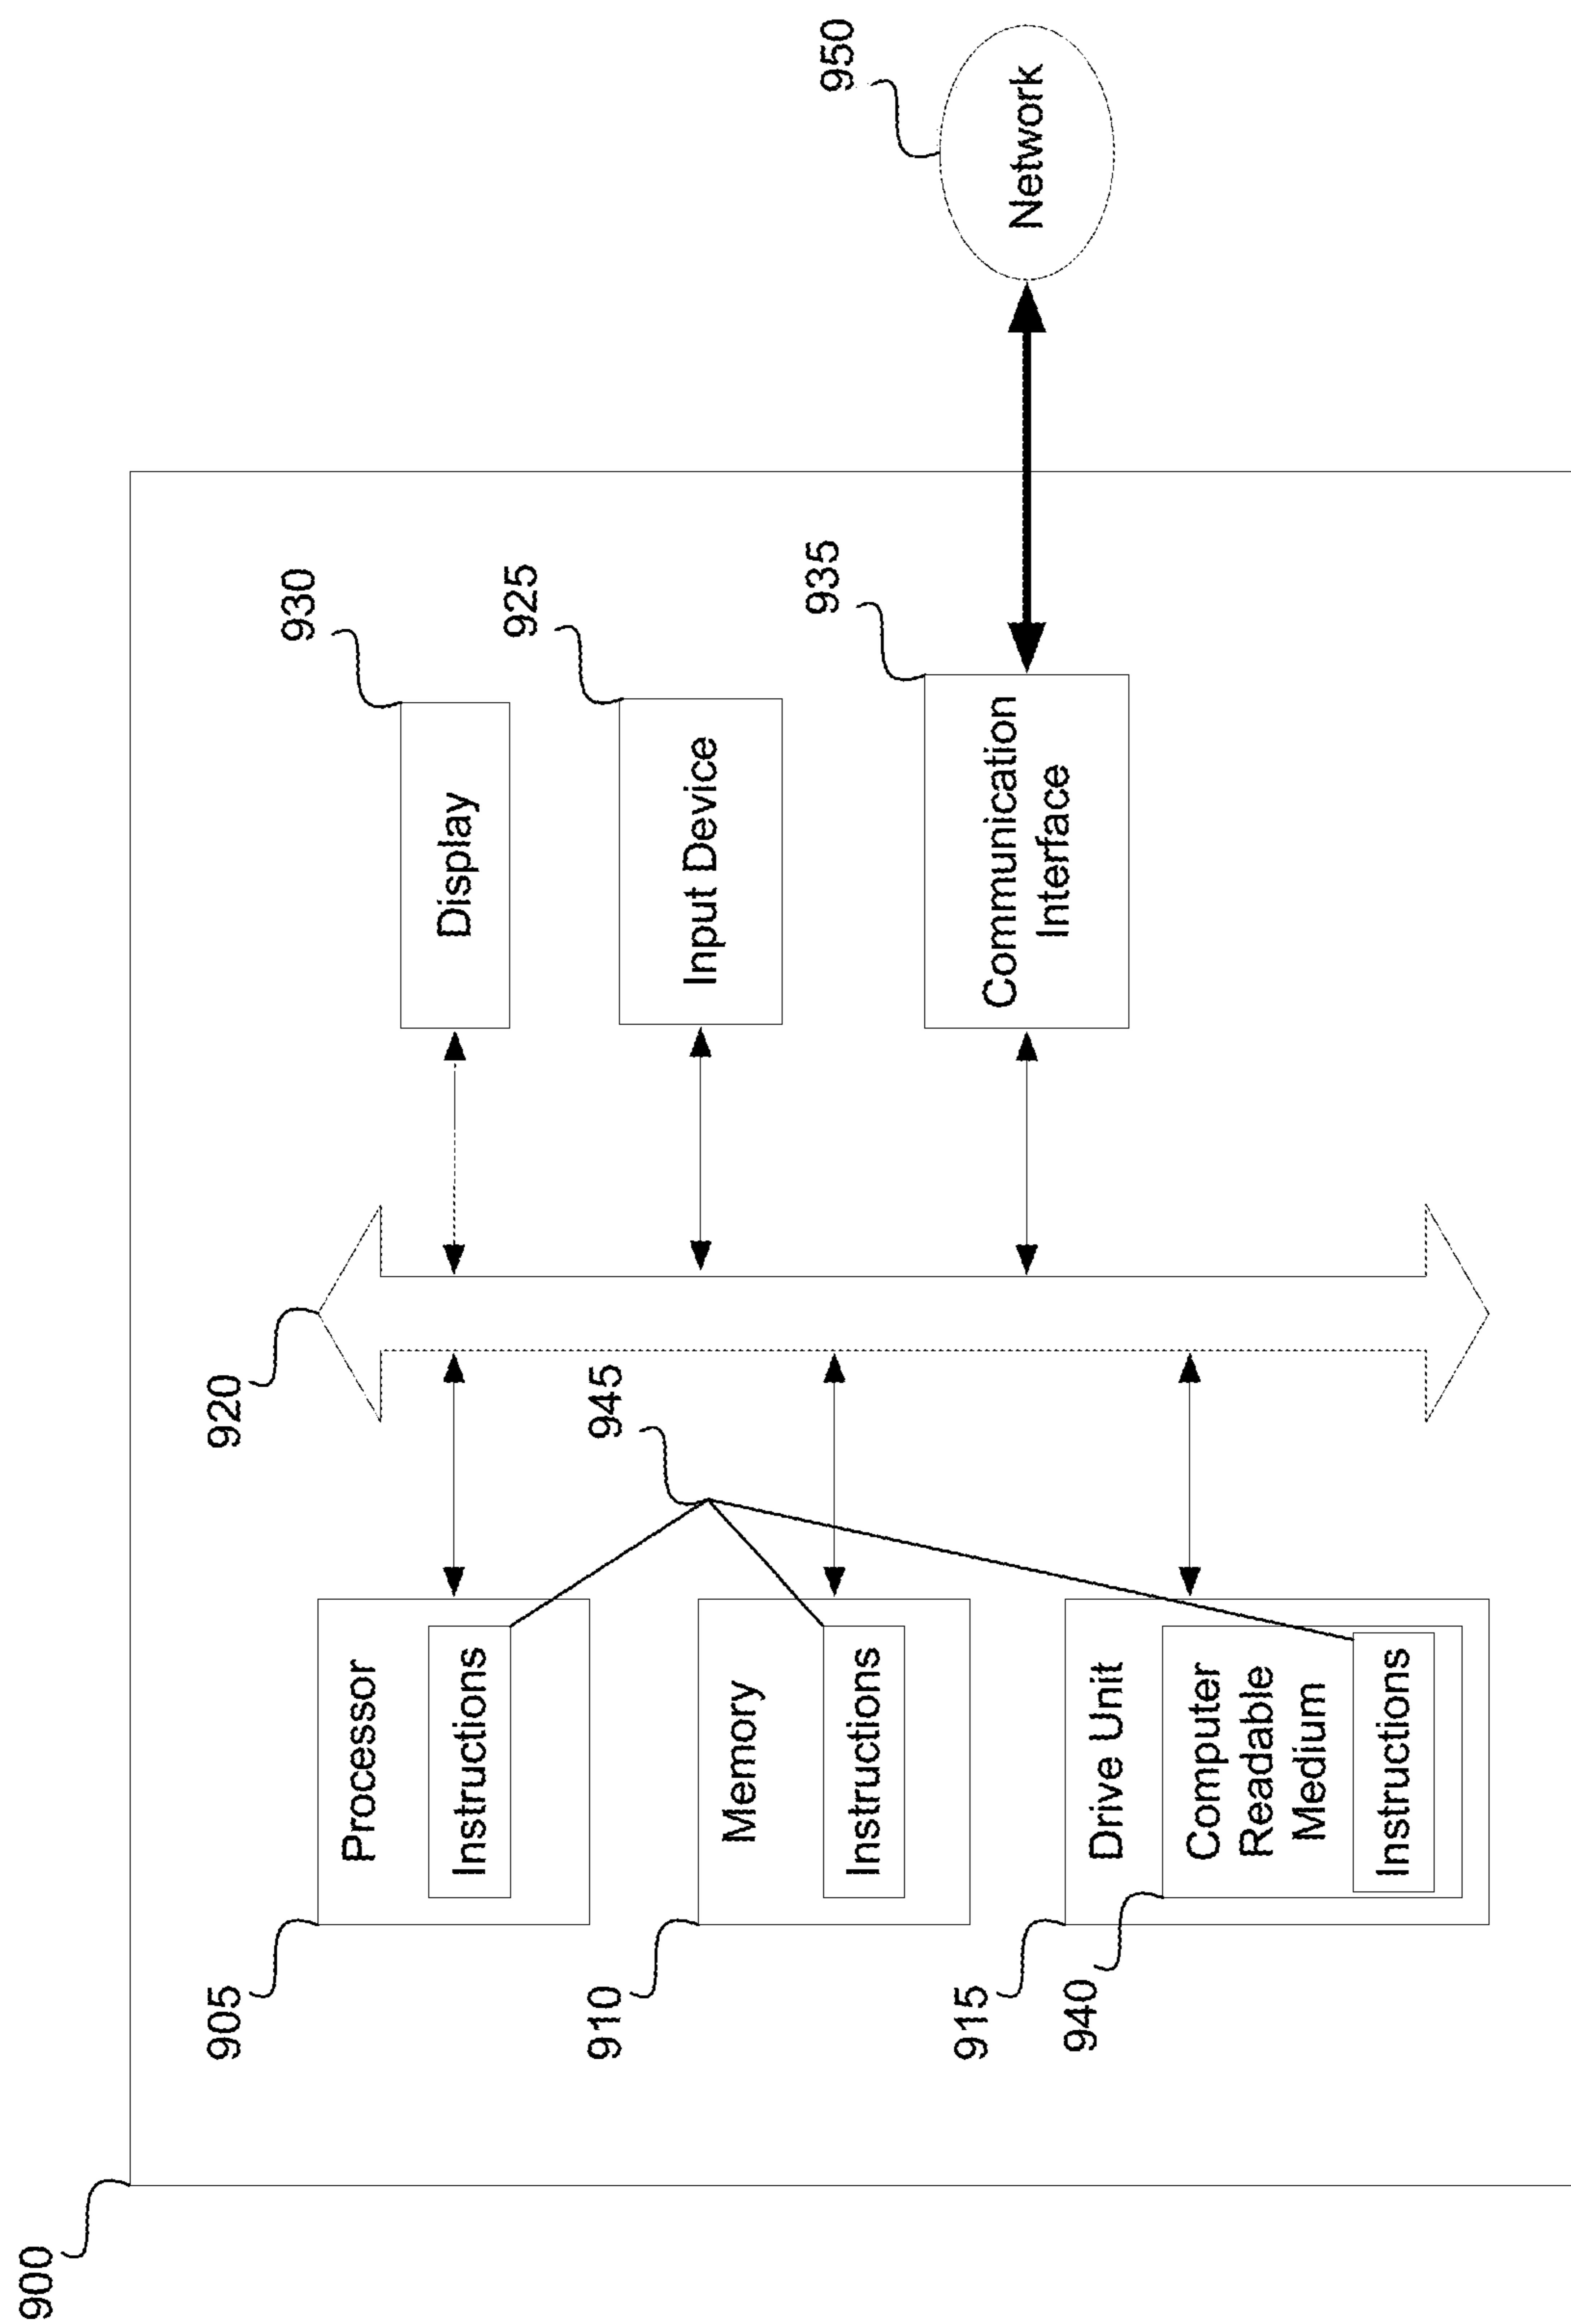 900
905
Processor
Instructions
920
930
Display
910
Memory
Instructions
945
925
Input Device
915
Drive Unit
940
Computer
Readable
Medium
Instructions
935
Communication
Interface
950
Network